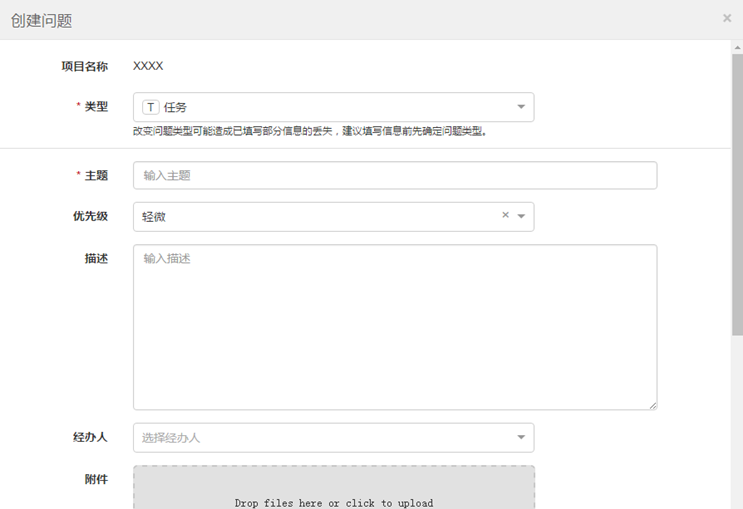 创建问题 ×
项目名称 XXXX
* 类型 T 任务
改变问题类型可能造成已填写部分信息的丢失，建议填写信息前先确定问题类型。
* 主题 输入主题
优先级 轻微 ×
描述 输入描述
经办人 选择经办人
附件
Drop files here or click to upload